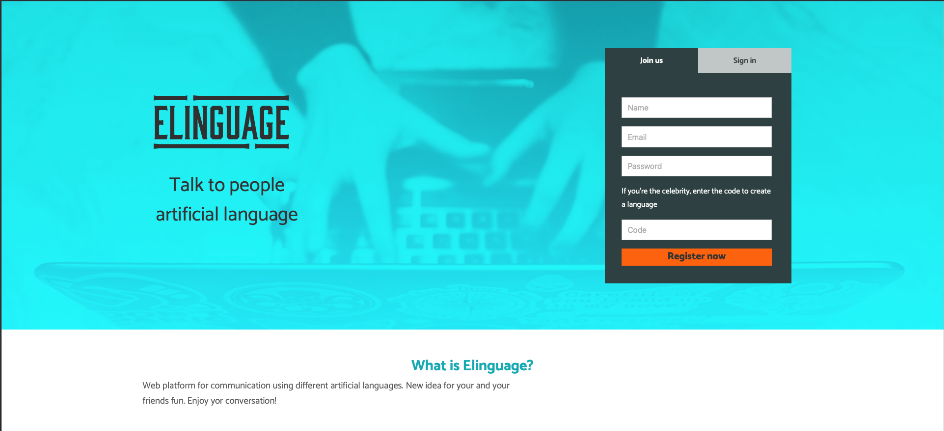 ELINGUAGE
Talk to people
artificial language
Join us
Sign in
Name
Email
Password
If you're the celebrity, enter the code to create
a language
Code
Register now
What is Elinguage?
Web platform for communication using different artificial languages. New idea for your and your
friends fun. Enjoy yor conversation!